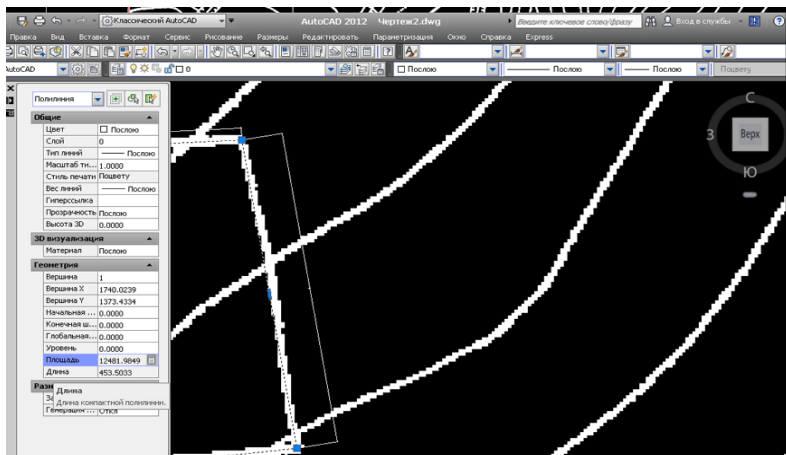 Классический AutoCAD
AutoCAD 2012 Чертеж2.dwg
Введите ключевое слово/фразу
Вход в службы
Правка Вид Вставка Формат Сервис Рисование Размеры Редактировать Параметризация Окно Справка Express
AutoCAD
0
Послою
Послою
Послою
Поцвету
Полилиния
Общие
Цвет Послою
Слой 0
Тип линий Послою
Масштаб ти... 1.0000
Стиль печати Поцвету
Вес линий Послою
Гиперссылка
Прозрачность Послою
Высота 3D 0.0000
3D визуализация
Материал Послою
Геометрия
Вершина 1
Вершина X 1740.0239
Вершина Y 1373.4334
Начальная ... 0.0000
Конечная ш... 0.0000
Глобальная... 0.0000
Уровень 0.0000
Площадь 12481.9849
Длина 453.5033
Разн
Длина
За
Длина компактной полилинии.
Генерация ... Откл
С
З
Верх
Ю